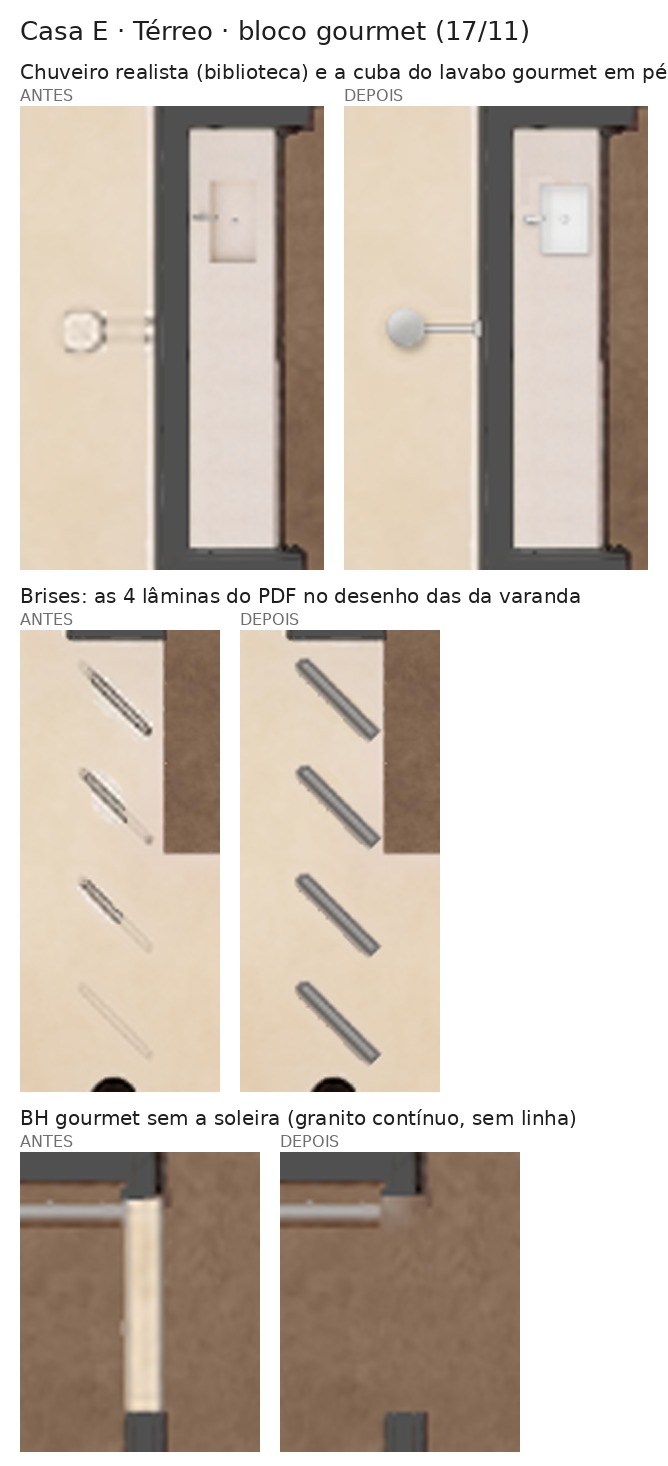 Casa E · Térreo · bloco gourmet (17/11)
Chuveiro realista (biblioteca) e a cuba do lavabo gourmet em pé
ANTES DEPOIS
Brises: as 4 lâminas do PDF no desenho das da varanda
ANTES DEPOIS
BH gourmet sem a soleira (granito contínuo, sem linha)
ANTES DEPOIS